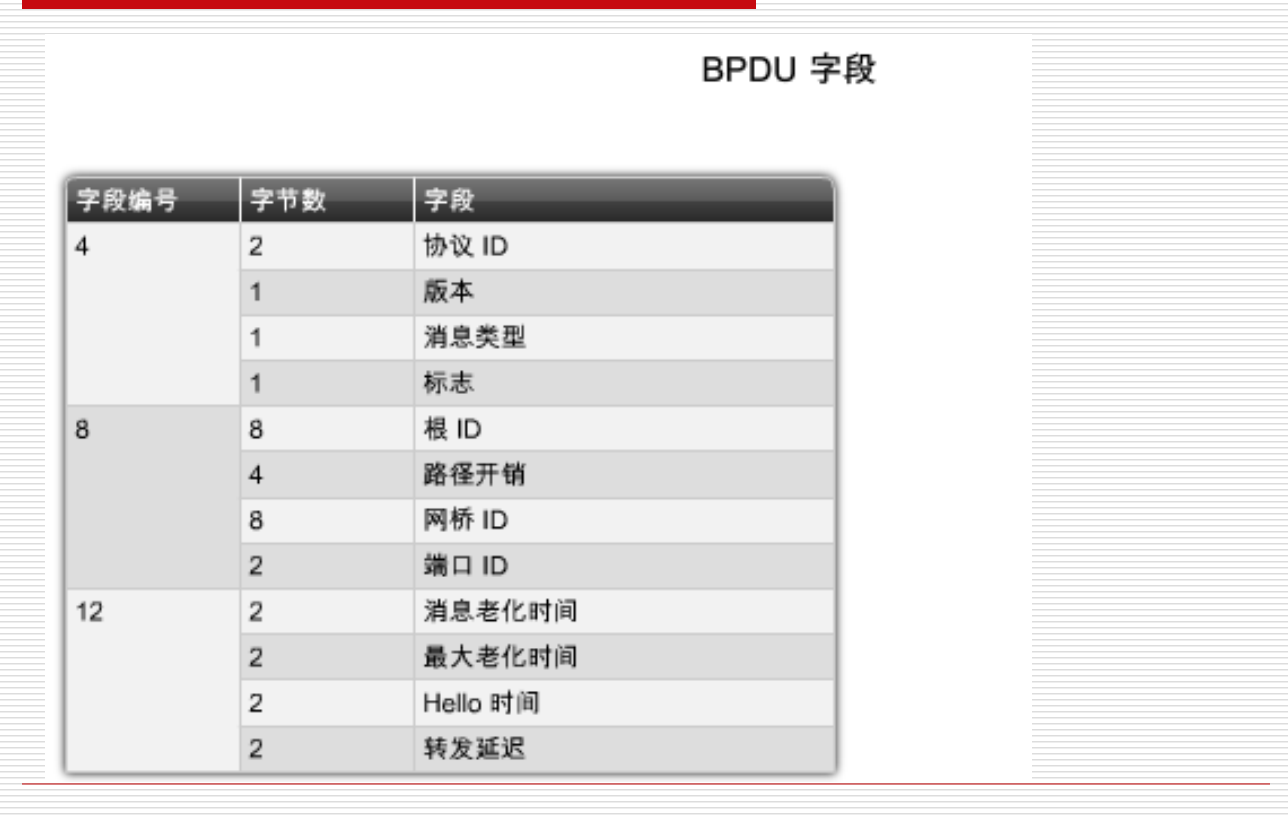 BPDU 字段
字段编号 字节数 字段
4 2 协议 ID
1 版本
1 消息类型
1 标志
8 8 根 ID
4 路径开销
8 网桥 ID
2 端口 ID
12 2 消息老化时间
2 最大老化时间
2 Hello 时间
2 转发延迟